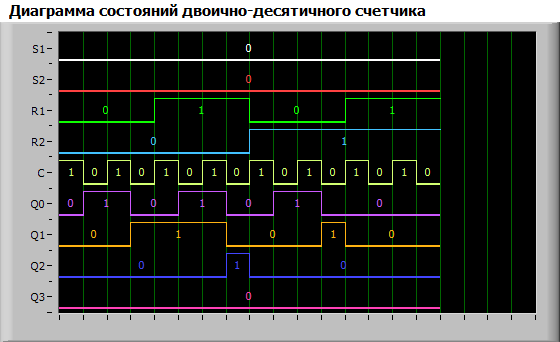 Диаграмма состояний двоично-десятичного счетчика
S1 0
S2 0
R1 0 1 0 1
R2 0 1
C 1 0 1 0 1 0 1 0 1 0 1 0 1 0 1 0
Q0 0 1 0 1 0 1 0
Q1 0 1 0 1 0
Q2 0 1 0
Q3 0